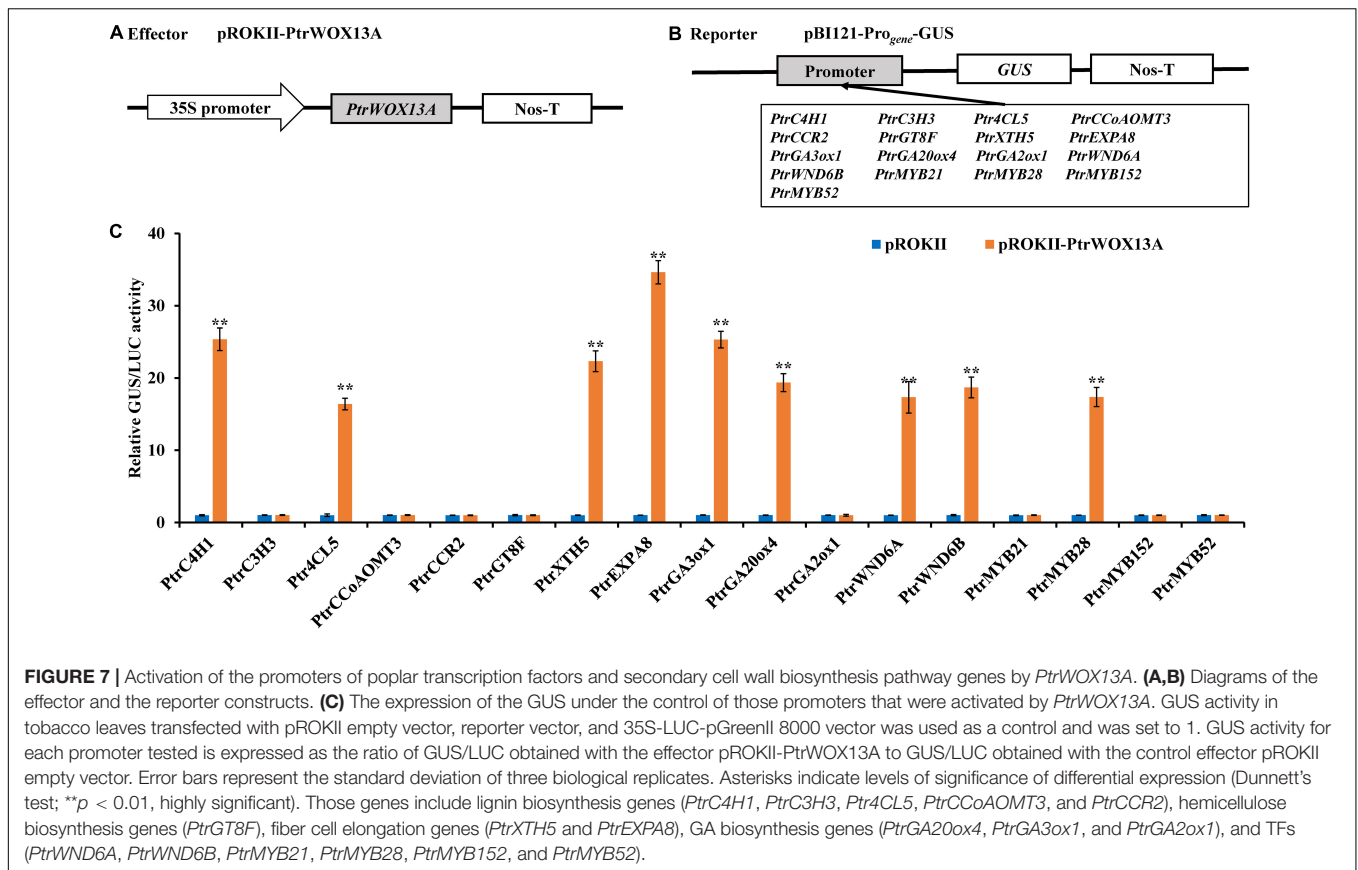 A Effector pROKII-PtrWOX13A
35S promoter PtrWOX13A Nos-T
B Reporter pBI121-Progene-GUS
Promoter GUS Nos-T
PtrC4H1 PtrC3H3 Ptr4CL5 PtrCCoAOMT3
PtrCCR2 PtrGT8F PtrXTH5 PtrEXPA8
PtrGA3ox1 PtrGA20ox4 PtrGA2ox1 PtrWND6A
PtrWND6B PtrMYB21 PtrMYB28 PtrMYB152
PtrMYB52
C
pROKII pROKII-PtrWOX13A
Relative GUS/LUC activity
40
30
20
10
0
** ** ** ** ** ** ** ** **
PtrC4H1
PtrC3H3
Ptr4CL5
PtrCCoAOMT3
PtrCCR2
PtrGT8F
PtrXTH5
PtrEXPA8
PtrGA3ox1
PtrGA20ox4
PtrGA2ox1
PtrWND6A
PtrWND6B
PtrMYB21
PtrMYB28
PtrMYB152
PtrMYB52
FIGURE 7 | Activation of the promoters of poplar transcription factors and secondary cell wall biosynthesis pathway genes by PtrWOX13A. (A,B) Diagrams of the
effector and the reporter constructs. (C) The expression of the GUS under the control of those promoters that were activated by PtrWOX13A. GUS activity in
tobacco leaves transfected with pROKII empty vector, reporter vector, and 35S-LUC-pGreenII 8000 vector was used as a control and was set to 1. GUS activity for
each promoter tested is expressed as the ratio of GUS/LUC obtained with the effector pROKII-PtrWOX13A to GUS/LUC obtained with the control effector pROKII
empty vector. Error bars represent the standard deviation of three biological replicates. Asterisks indicate levels of significance of differential expression (Dunnett's
test; **p < 0.01, highly significant). Those genes include lignin biosynthesis genes (PtrC4H1, PtrC3H3, Ptr4CL5, PtrCCoAOMT3, and PtrCCR2), hemicellulose
biosynthesis genes (PtrGT8F), fiber cell elongation genes (PtrXTH5 and PtrEXPA8), GA biosynthesis genes (PtrGA20ox4, PtrGA3ox1, and PtrGA2ox1), and TFs
(PtrWND6A, PtrWND6B, PtrMYB21, PtrMYB28, PtrMYB152, and PtrMYB52).